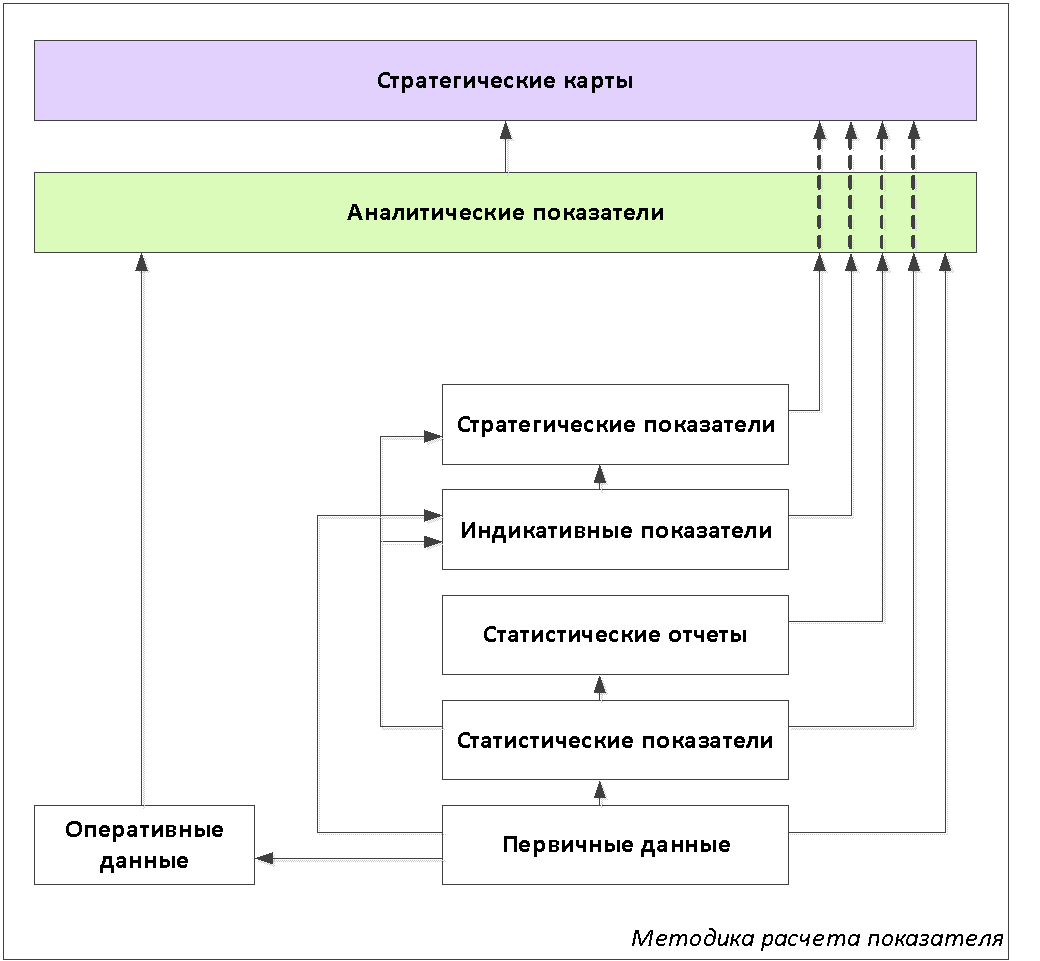 Стратегические карты
Аналитические показатели
Стратегические показатели
Индикативные показатели
Статистические отчеты
Статистические показатели
Оперативные
данные
Первичные данные
Методика расчета показателя